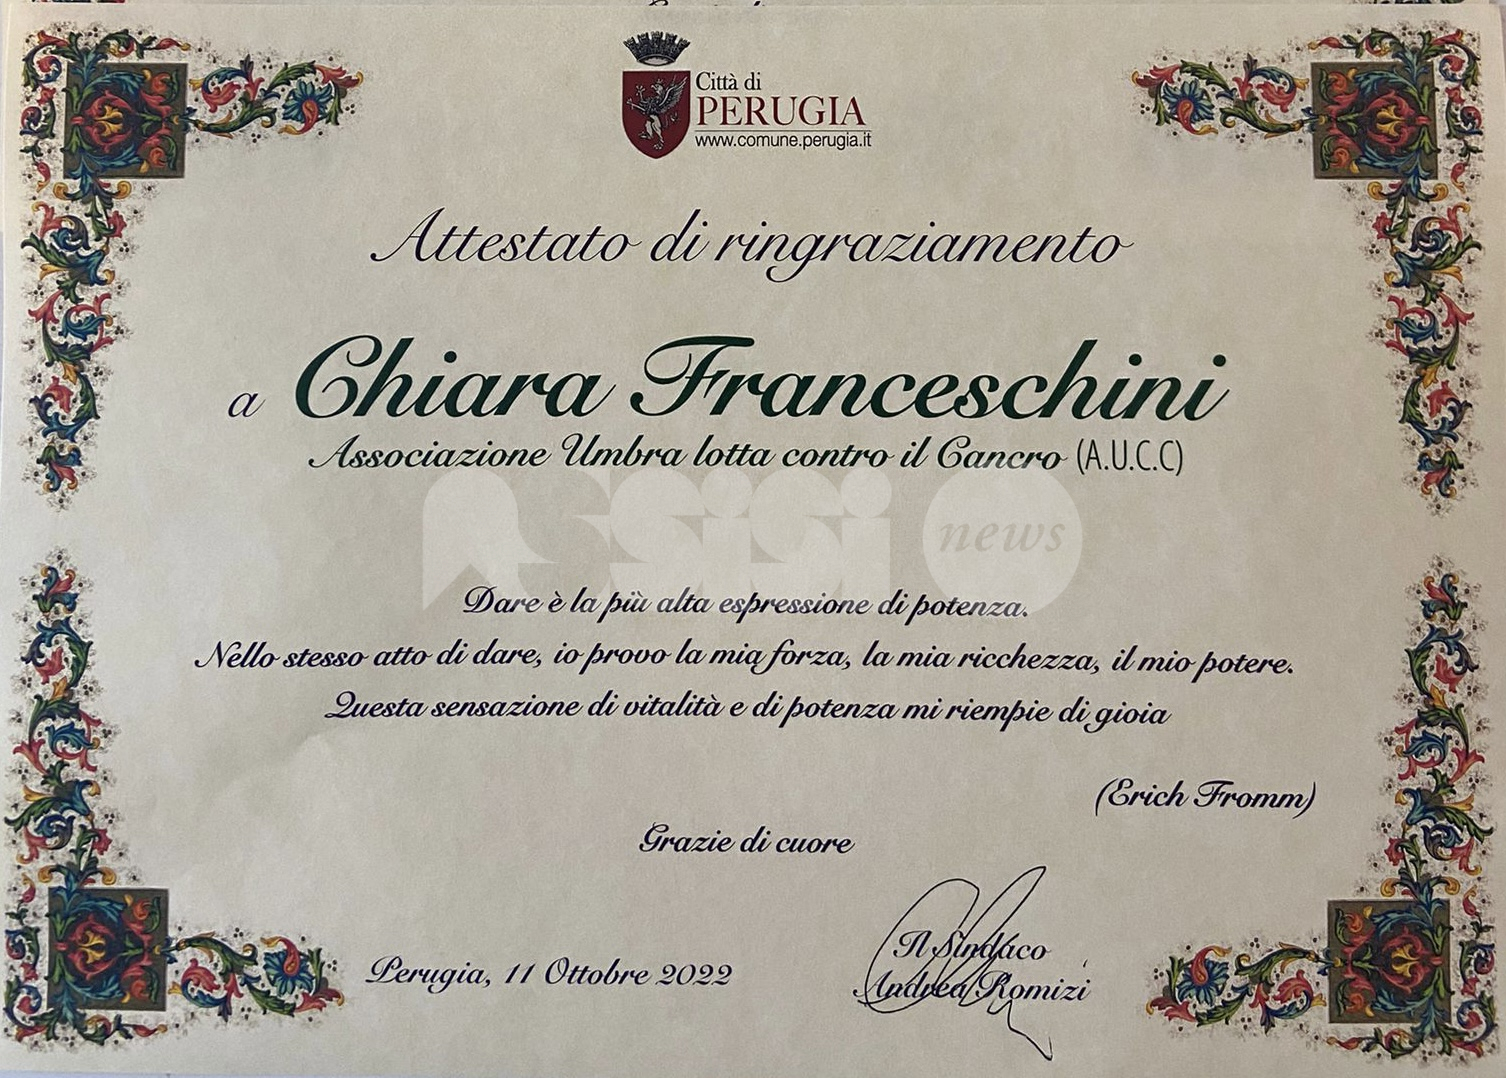 Città di
PERUGIA
www.comune.perugia.it
Attestato di ringraziamento
a Chiara Franceschini
Associazione Umbra lotta contro il Cancro (A.U.C.C)
assisi news
Dare è la più alta espressione di potenza.
Nello stesso atto di dare, io provo la mia forza, la mia ricchezza, il mio potere.
Questa sensazione di vitalità e di potenza mi riempie di gioia
(Erich Fromm)
Grazie di cuore
Il Sindaco
Perugia, 11 Ottobre 2022
Andrea Romizi